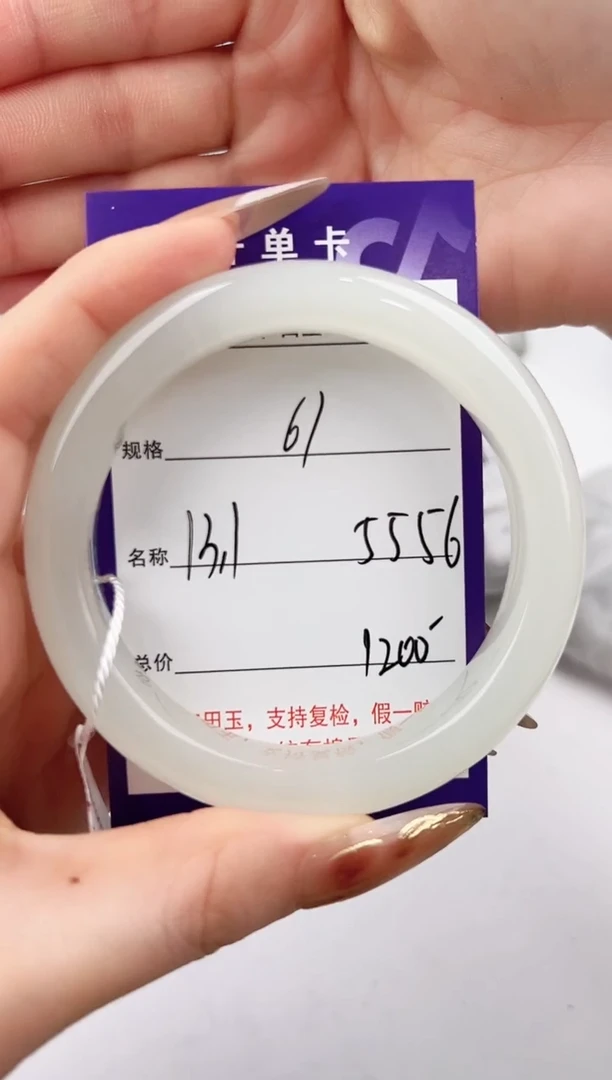 单卡
规格 61
名称 13,1 5556
总价 1200
田玉，支持复检，假一赔